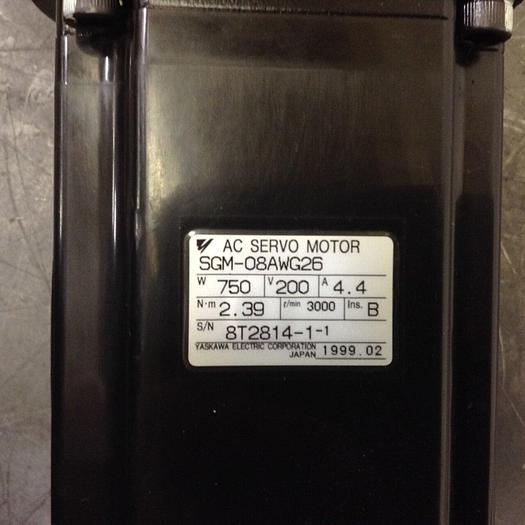 AC SERVO MOTOR
SGM-08AWG26
W 750 V 200 A 4.4
N·m 2.39 r/min 3000 Ins. B
S/N 8T2814-1-1
YASKAWA ELECTRIC CORPORATION
JAPAN 1999.02